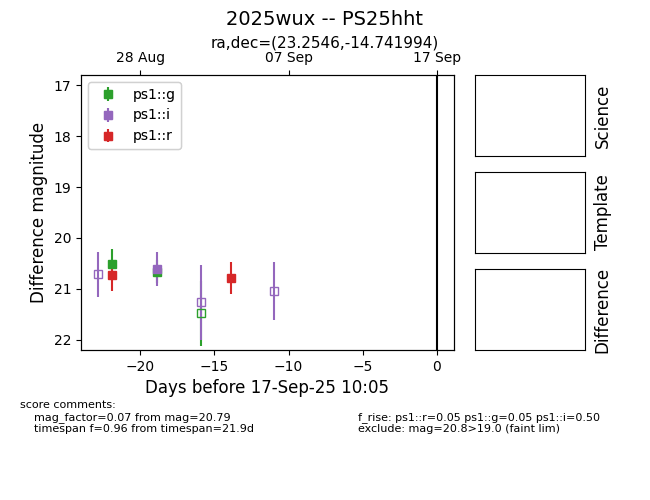 2025wux -- PS25hht
ra,dec=(23.2546,-14.741994)
28 Aug
07 Sep
17 Sep
17
18
19
20
21
22
Difference magnitude
ps1::g
ps1::i
ps1::r
−20
−15
−10
−5
0
Days before 17-Sep-25 10:05
Science
Template
Difference
score comments:
mag_factor=0.07 from mag=20.79
timespan f=0.96 from timespan=21.9d
f_rise: ps1::r=0.05 ps1::g=0.05 ps1::i=0.50
exclude: mag=20.8>19.0 (faint lim)